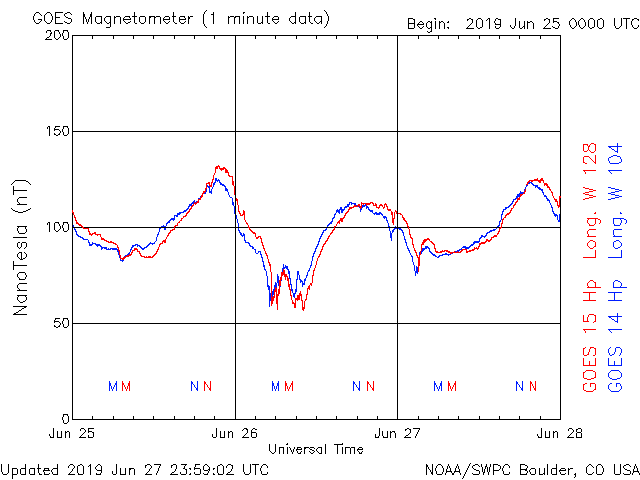 GOES Magnetometer (1 minute data)
Begin: 2019 Jun 25 0000 UTC
200
150
100
50
0
NanoTesla (nT)
M M N N M M N N M M N N
Jun 25 Jun 26 Jun 27 Jun 28
Universal Time
GOES 15 Hp Long. W 128
GOES 14 Hp Long. W 104
Updated 2019 Jun 27 23:59:02 UTC
NOAA/SWPC Boulder, CO USA